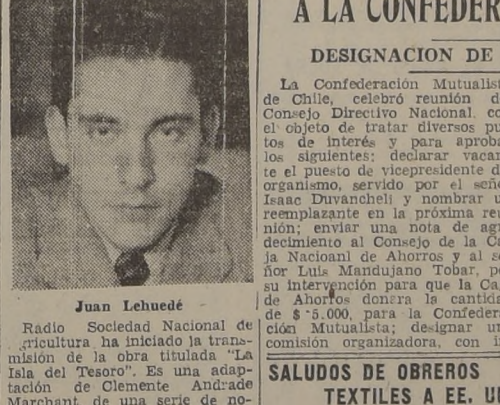 Juan Lehuedé
Radio Sociedad Nacional de
gricultura ha iniciado la trans-
misión de la obra titulada "La
Isla del Tesoro". Es una adap-
tación de Clemente Andrade
Marchant, de una serie de no-
A LA CONFEDER
DESIGNACION DE
La Confederación Mutualist
de Chile, celebró reunión d
Consejo Directivo Nacional, co
el objeto de tratar diversos pu
tos de interés y para aproba
los siguientes: declarar vacan
te el puesto de vicepresidente d
organismo, servido por el seño
Isaac Duvancheli y nombrar u
reemplazante en la próxima reu
nión; enviar una nota de agr
decimiento al Consejo de la Ca
ja Nacioanl de Ahorros y al se
ñor Luis Mandujano Tobar, p
su intervención para que la Ca
de Ahorros donara la cantida
de $ 5.000, para la Confedera
ción Mutualista; designar un
comisión organizadora, con i
SALUDOS DE OBREROS
TEXTILES A EE. U